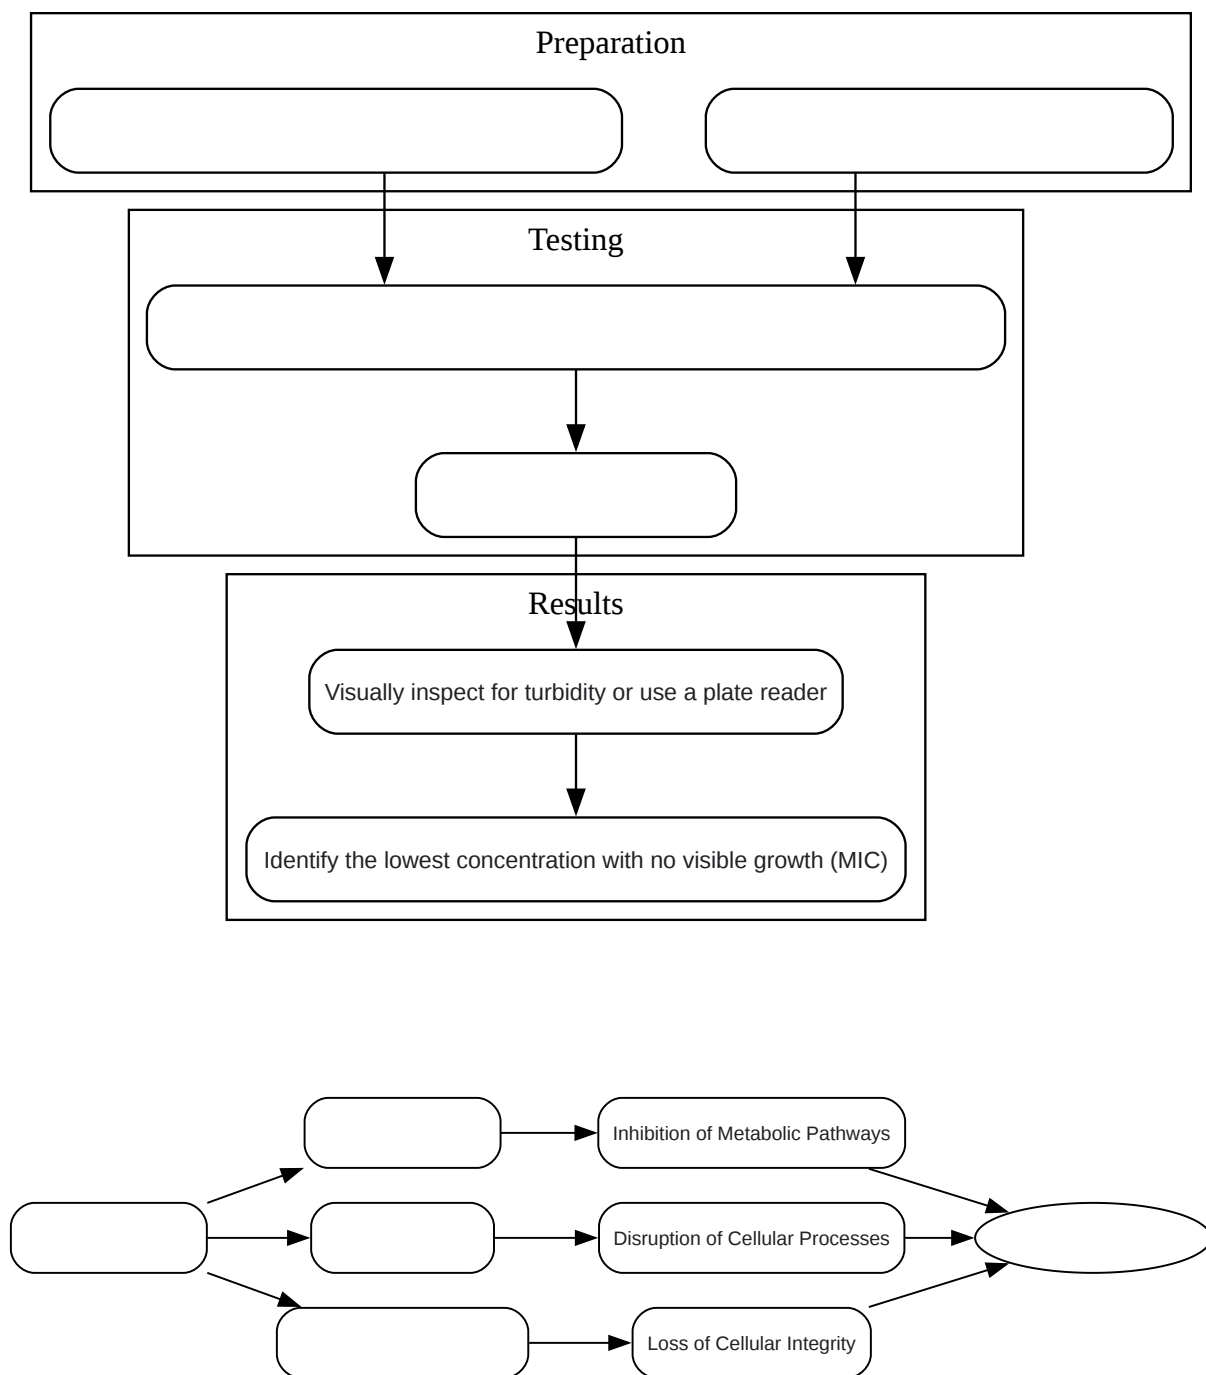 Preparation
Testing
Results
Visually inspect for turbidity or use a plate reader
Identify the lowest concentration with no visible growth (MIC)
Inhibition of Metabolic Pathways
Disruption of Cellular Processes
Loss of Cellular Integrity